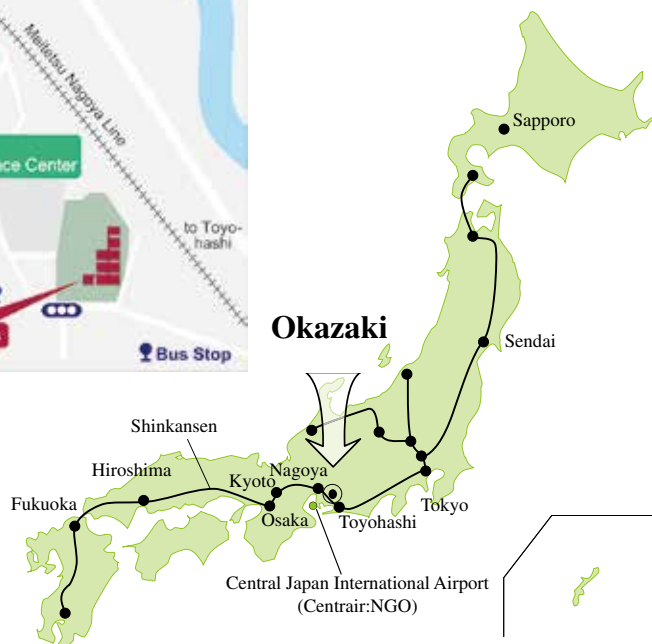 Meitetsu Nagoya Line
nce Center
to Toyo-
hashi
Bus Stop
Okazaki
Sapporo
Sendai
Shinkansen
Hiroshima
Nagoya
Kyoto
Fukuoka
Osaka
Toyohashi
Tokyo
Central Japan International Airport
(Centrair:NGO)